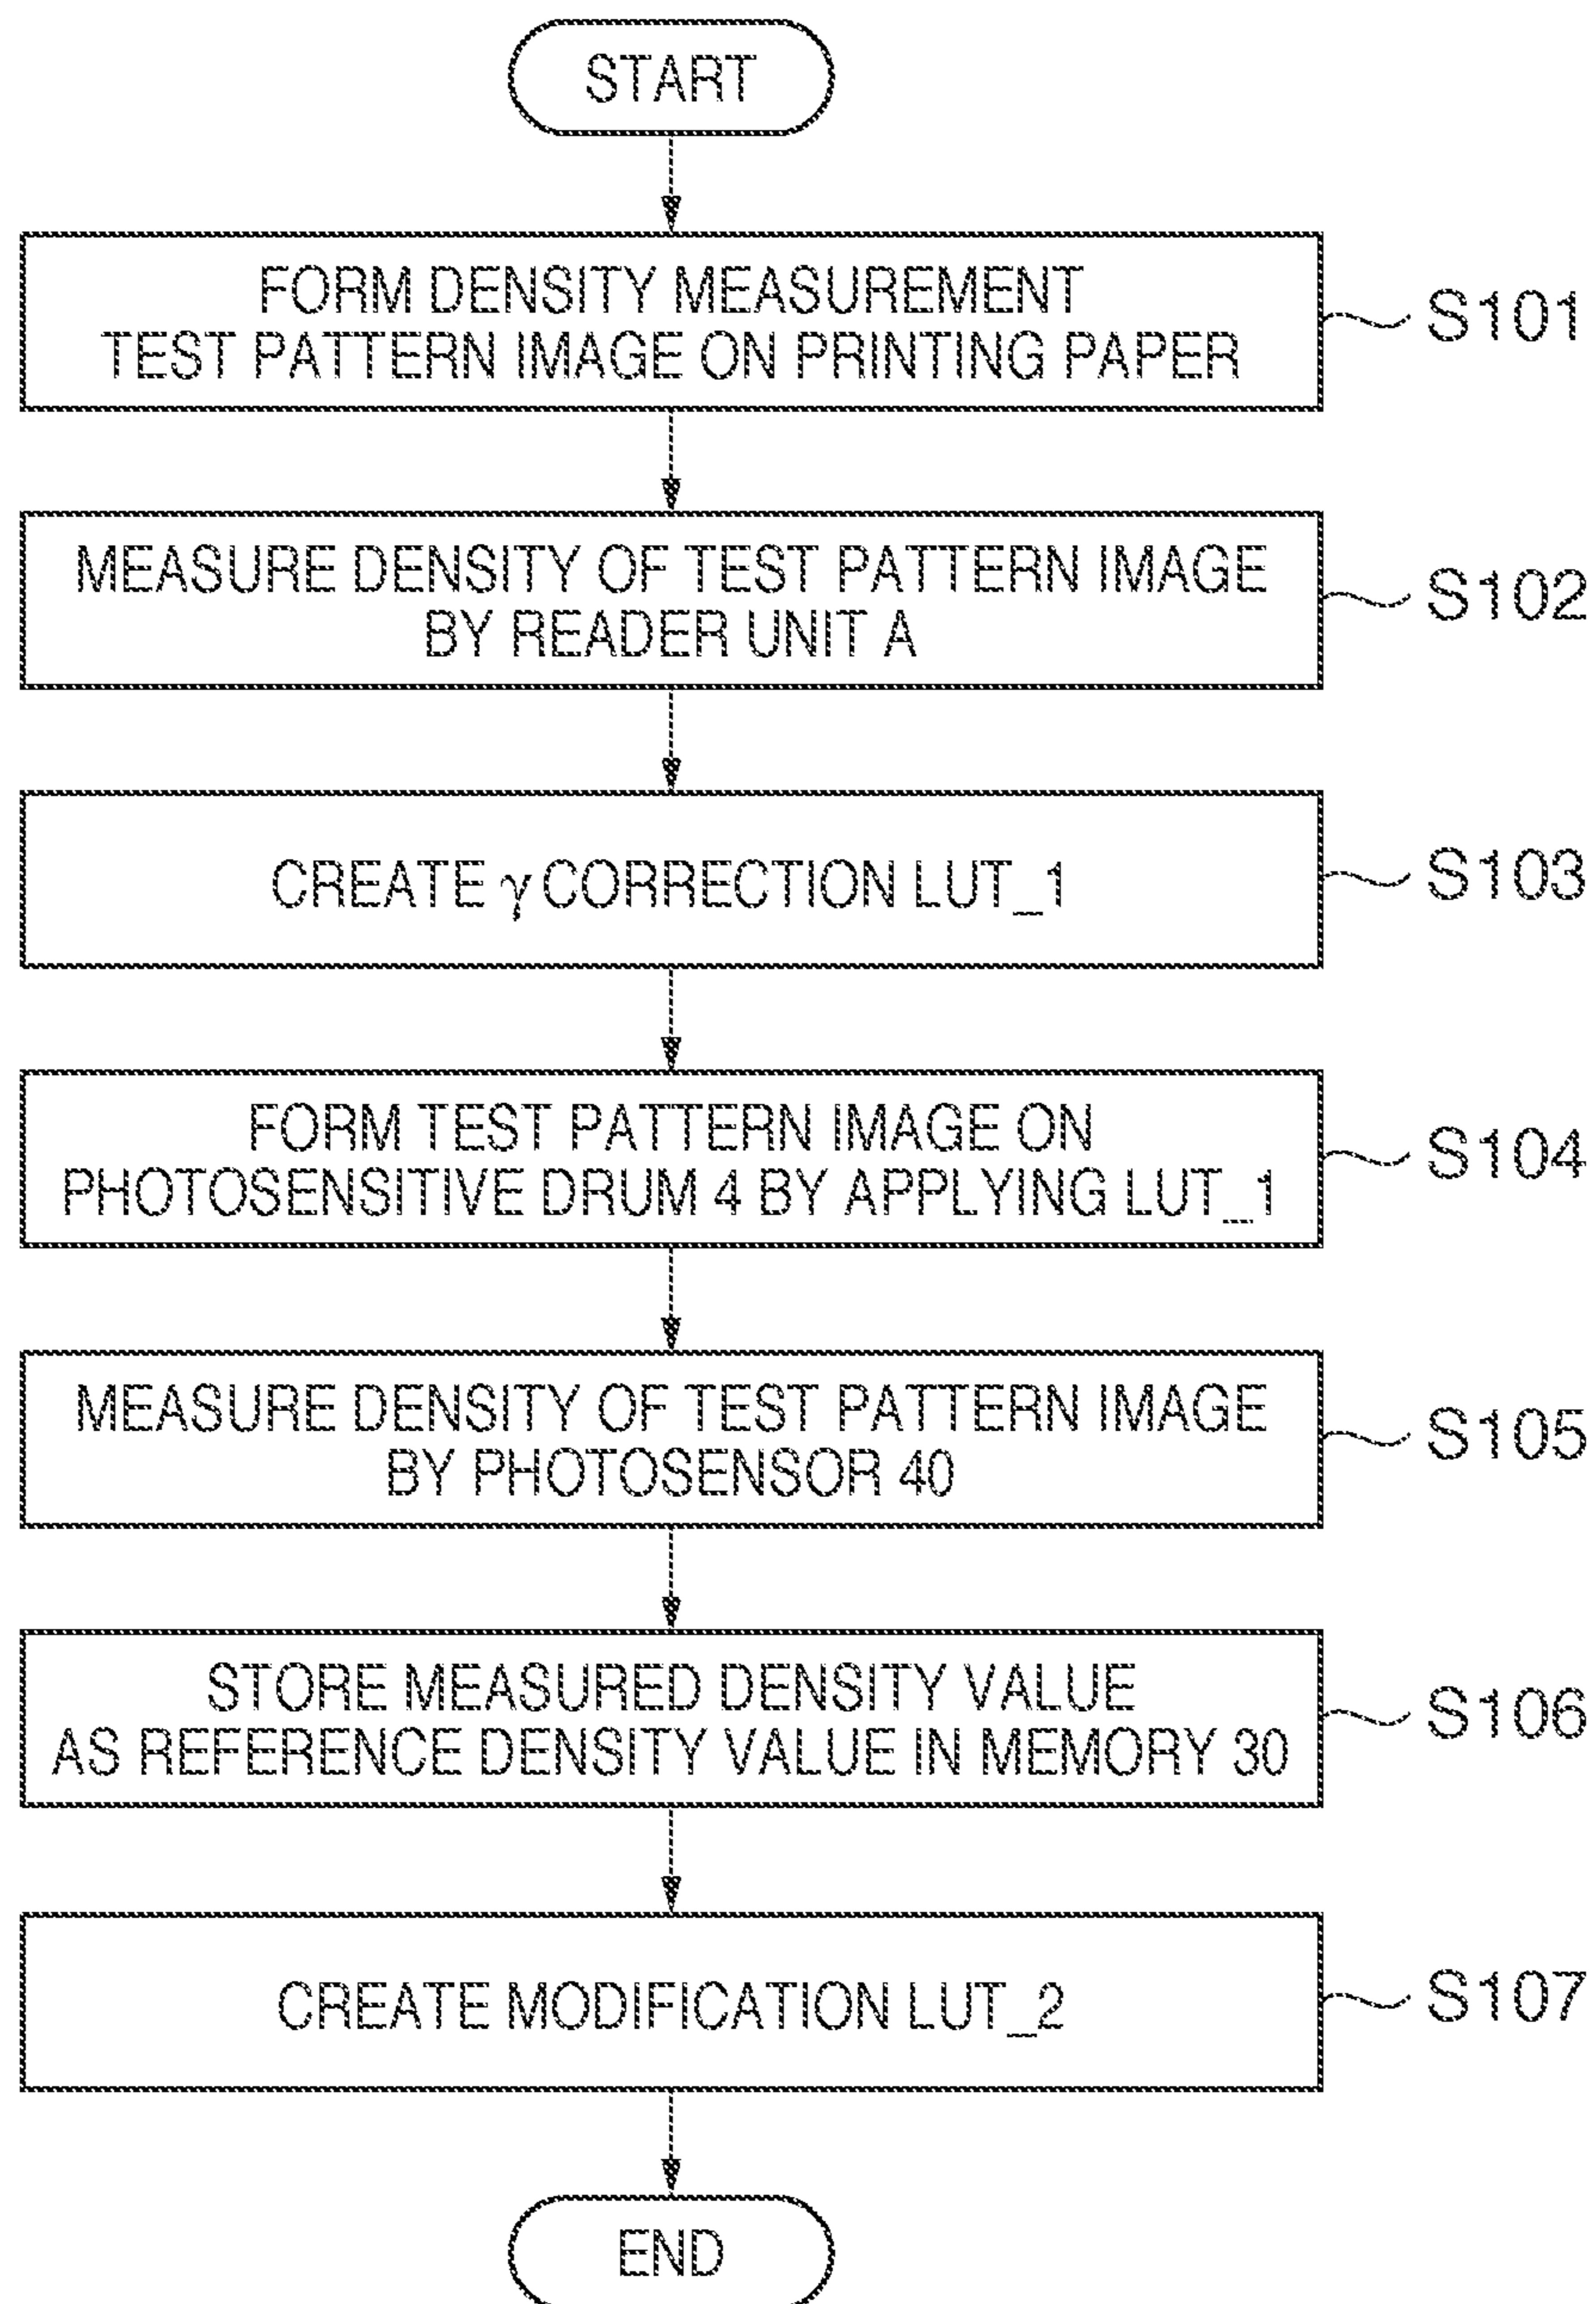 START
FORM DENSITY MEASUREMENT
TEST PATTERN IMAGE ON PRINTING PAPER
S101
MEASURE DENSITY OF TEST PATTERN IMAGE
BY READER UNIT A
S102
CREATE γ CORRECTION LUT_1
S103
FORM TEST PATTERN IMAGE ON
PHOTOSENSITIVE DRUM 4 BY APPLYING LUT_1
S104
MEASURE DENSITY OF TEST PATTERN IMAGE
BY PHOTOSENSOR 40
S105
STORE MEASURED DENSITY VALUE
AS REFERENCE DENSITY VALUE IN MEMORY 30
S106
CREATE MODIFICATION LUT_2
S107
END